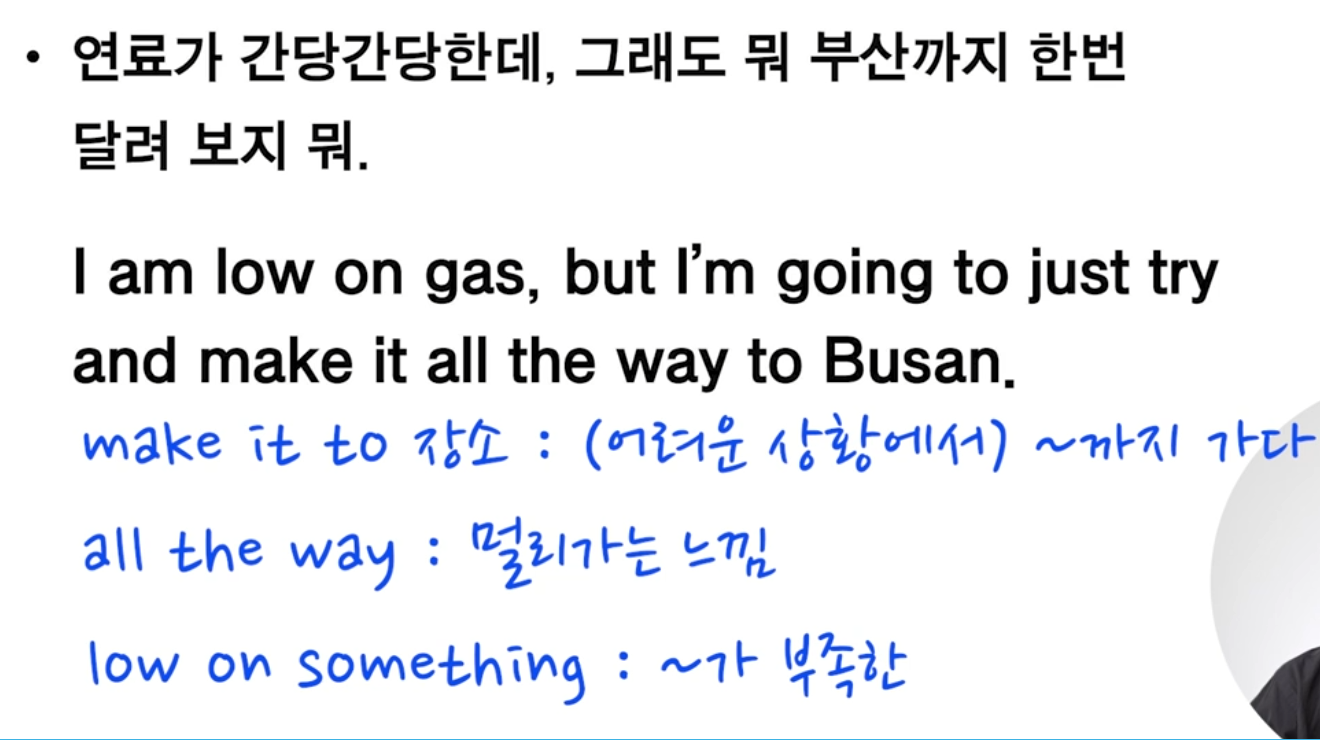 • 연료가 간당간당한데, 그래도 뭐 부산까지 한번
달려 보지 뭐.
I am low on gas, but I’m going to just try
and make it all the way to Busan.
make it to 장소 : (어려운 상황에서) ~까지 가다
all the way : 멀리가는 느낌
low on something : ~가 부족한